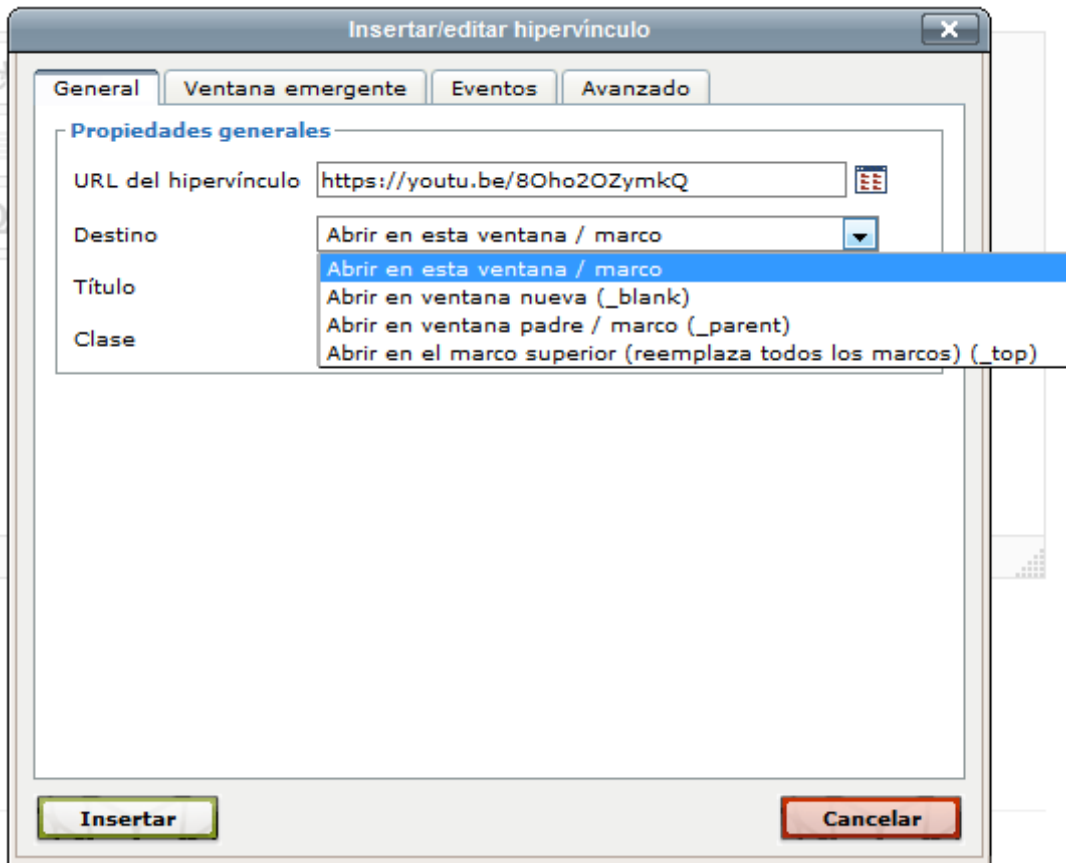 Insertar/editar hipervínculo
General Ventana emergente Eventos Avanzado
Propiedades generales
URL del hipervínculo https://youtu.be/8Oho2OZymkQ
Destino Abrir en esta ventana / marco
Abrir en esta ventana / marco
Título
Abrir en ventana nueva (_blank)
Abrir en ventana padre / marco (_parent)
Clase
Abrir en el marco superior (reemplaza todos los marcos) (_top)
Insertar Cancelar